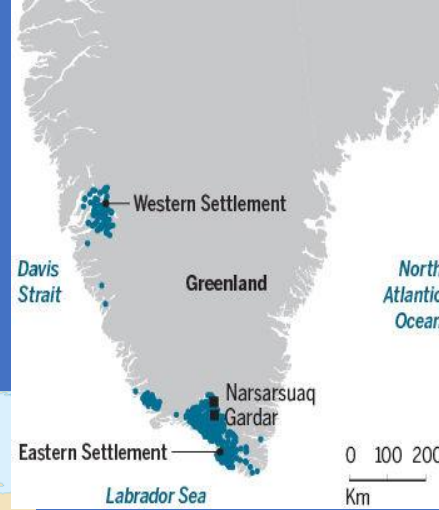 Western Settlement
Davis
Strait
Greenland
North
Atlantic
Ocean
Narsarsuaq
Gardar
Eastern Settlement
0 100 200
Km
Labrador Sea